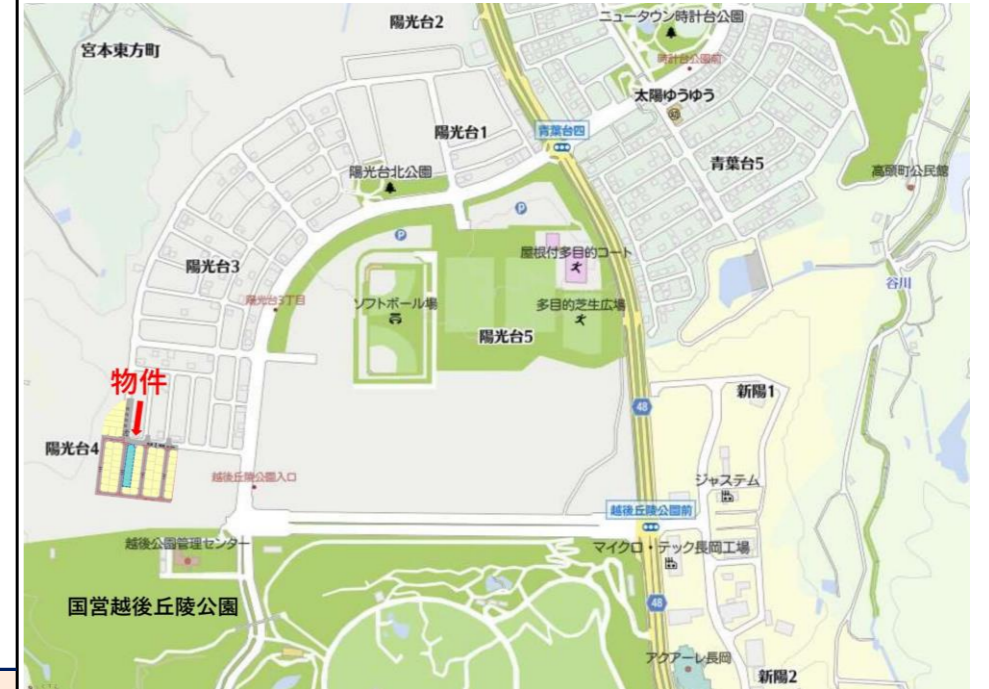 陽光台2
ニュータウン時計台公園
宮本東方町
時計台公園前
太陽ゆうゆう
陽光台1
青葉台四
青葉台5
陽光台北公園
高頭町公民館
P
P
屋根付多目的コート
陽光台3
谷川
陽光台3丁目
ソフトボール場
多目的芝生広場
陽光台5
物件
新陽1
48
陽光台4
越後丘陵公園入口
ジャステム
越後丘陵公園前
越後公園管理センター
マイクロ・テック長岡工場
国営越後丘陵公園
48
アクアーレ長岡
新陽2